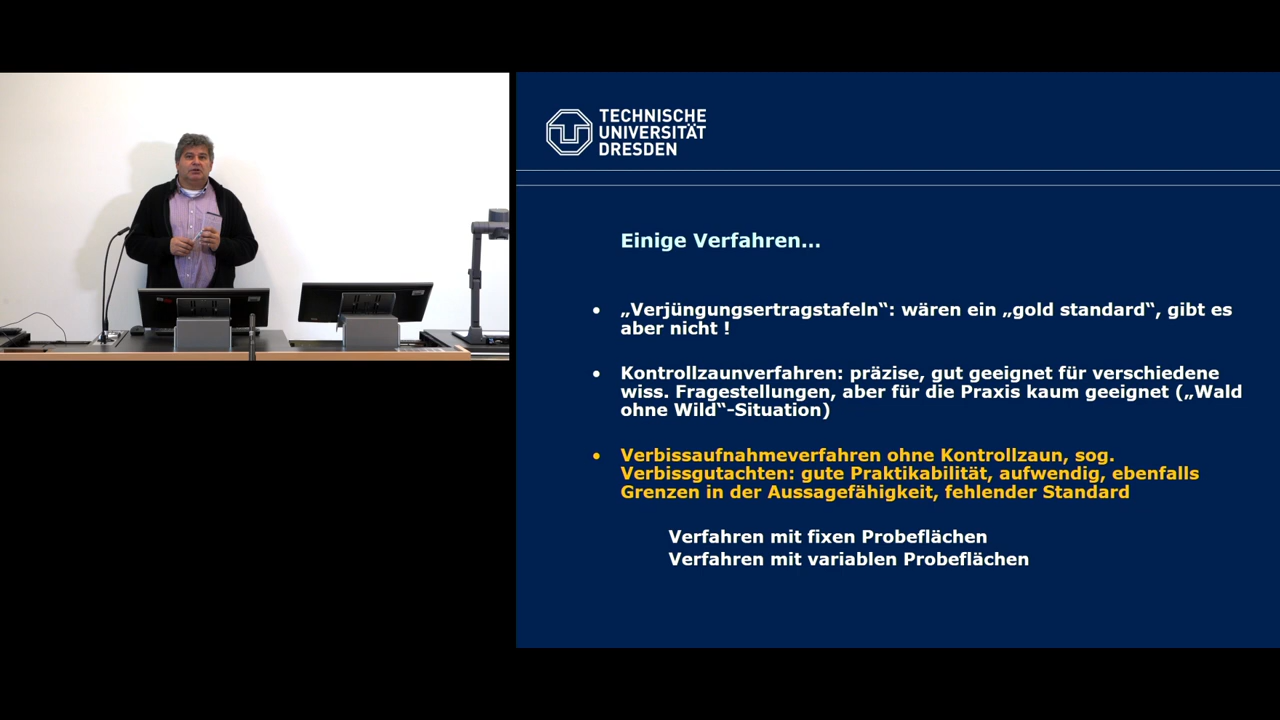 TECHNISCHE
UNIVERSITÄT
DRESDEN
Einige Verfahren...
• „Verjüngungsertragstafeln“: wären ein „gold standard“, gibt es
aber nicht !
• Kontrollzaunverfahren: präzise, gut geeignet für verschiedene
wiss. Fragestellungen, aber für die Praxis kaum geeignet („Wald
ohne Wild“-Situation)
• Verbissaufnahmeverfahren ohne Kontrollzaun, sog.
Verbissgutachten: gute Praktikabilität, aufwendig, ebenfalls
Grenzen in der Aussagefähigkeit, fehlender Standard
Verfahren mit fixen Probeflächen
Verfahren mit variablen Probeflächen